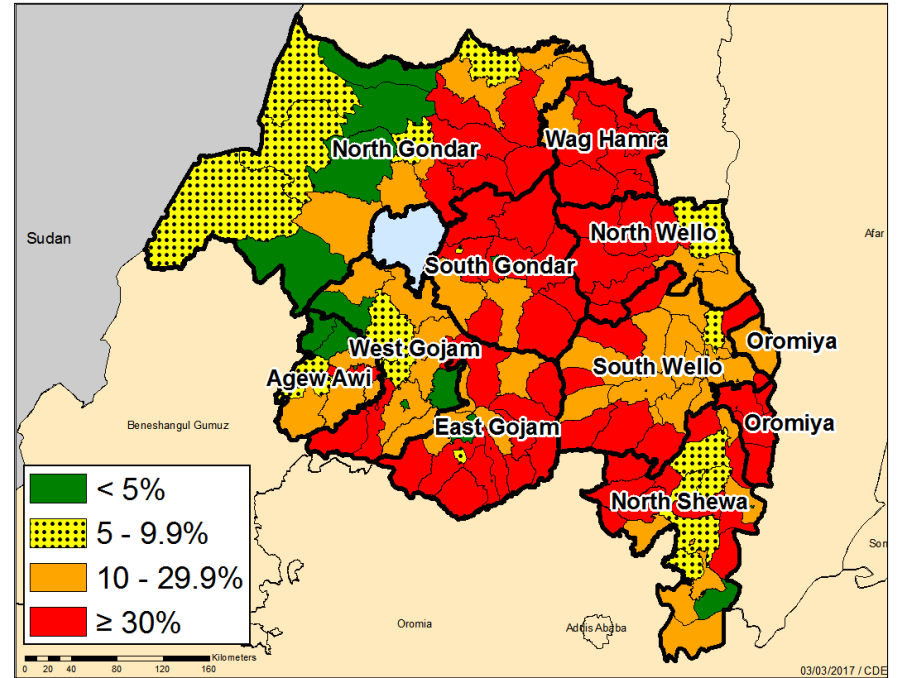 North Gondar
Wag Hamra
Sudan
North Wello
Afar
South Gondar
West Gojam
Oromiya
South Wello
Agew Awi
Beneshangul Gumuz
East Gojam
Oromiya
North Shewa
< 5%
5 - 9.9%
10 - 29.9%
≥ 30%
Som
Oromia
Addis Ababa
Kilometers
0 20 40 80 120 160
03/03/2017 / CDE